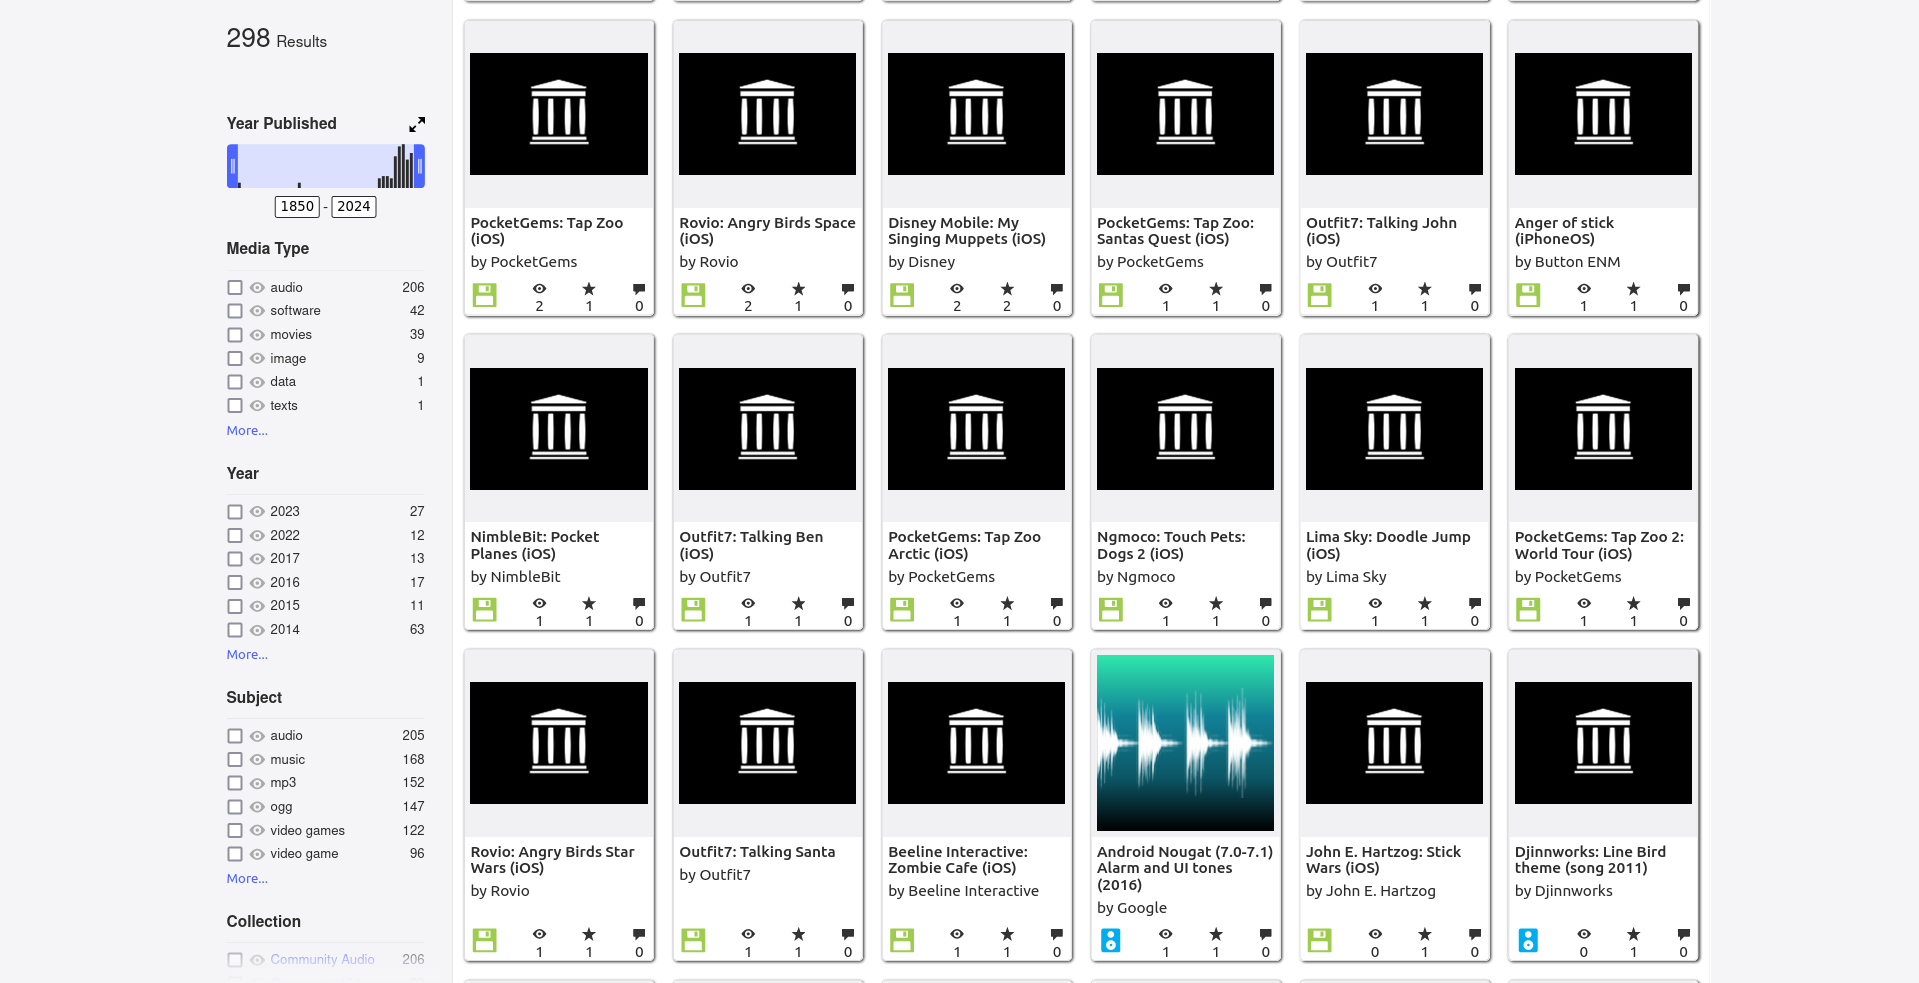 298 Results
Year Published
1850 - 2024
Media Type
audio 206
software 42
movies 39
image 9
data 1
texts 1
More...
Year
2023 27
2022 12
2017 13
2016 17
2015 11
2014 63
More...
Subject
audio 205
music 168
mp3 152
ogg 147
video games 122
video game 96
More...
Collection
Community Audio 206
PocketGems: Tap Zoo
(iOS)
by PocketGems
2 1 0
Rovio: Angry Birds Space
(iOS)
by Rovio
2 1 0
Disney Mobile: My
Singing Muppets (iOS)
by Disney
2 2 0
PocketGems: Tap Zoo:
Santas Quest (iOS)
by PocketGems
1 1 0
Outfit7: Talking John
(iOS)
by Outfit7
1 1 0
Anger of stick
(iPhoneOS)
by Button ENM
1 1 0
NimbleBit: Pocket
Planes (iOS)
by NimbleBit
1 1 0
Outfit7: Talking Ben
(iOS)
by Outfit7
1 1 0
PocketGems: Tap Zoo
Arctic (iOS)
by PocketGems
1 1 0
Ngmoco: Touch Pets:
Dogs 2 (iOS)
by Ngmoco
1 1 0
Lima Sky: Doodle Jump
(iOS)
by Lima Sky
1 1 0
PocketGems: Tap Zoo 2:
World Tour (iOS)
by PocketGems
1 1 0
Rovio: Angry Birds Star
Wars (iOS)
by Rovio
1 1 0
Outfit7: Talking Santa
by Outfit7
1 1 0
Beeline Interactive:
Zombie Cafe (iOS)
by Beeline Interactive
1 1 0
Android Nougat (7.0-7.1)
Alarm and UI tones
(2016)
by Google
1 1 0
John E. Hartzog: Stick
Wars (iOS)
by John E. Hartzog
0 1 0
Djinnworks: Line Bird
theme (song 2011)
by Djinnworks
0 1 0